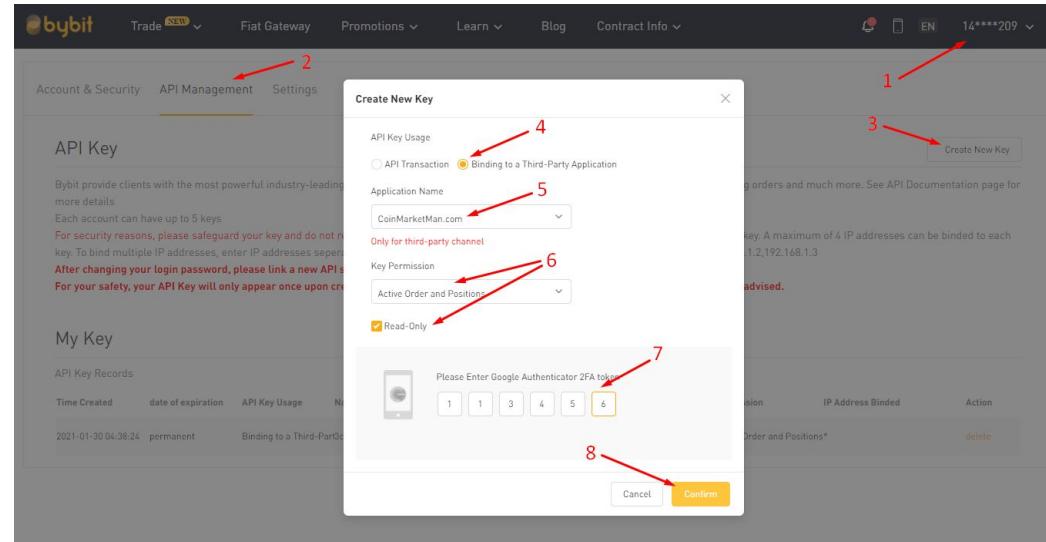 bybit Trade NEW Fiat Gateway Promotions Learn Blog Contract Info EN 14****209
1
2
Account & Security API Management Settings
3
API Key
Create New Key
Bybit provide clients with the most powerful industry-leading
g orders and much more. See API Documentation page for
more details
Each account can have up to 5 keys
For security reasons, please safeguard your key and do not
key. A maximum of 4 IP addresses can be binded to each
key. To bind multiple IP addresses, enter IP addresses
.1.2,192.168.1.3
After changing your login password, please link a new API
For your safety, your API Key will only appear once upon
advised.
My Key
API Key Records
Time Created date of expiration API Key Usage IP Address Binded Action
2021-01-30 04:38:24 permanent Binding to a Third- Order and Positions* delete
Create New Key
API Key Usage
4
API Transaction Binding to a Third-Party Application
Application Name
5
CoinMarketMan.com
Only for third-party channel
Key Permission
6
Active Order and Positions
Read-Only
7
Please Enter Google Authenticator 2FA token
1 1 3 4 5 6
8
Cancel Confirm